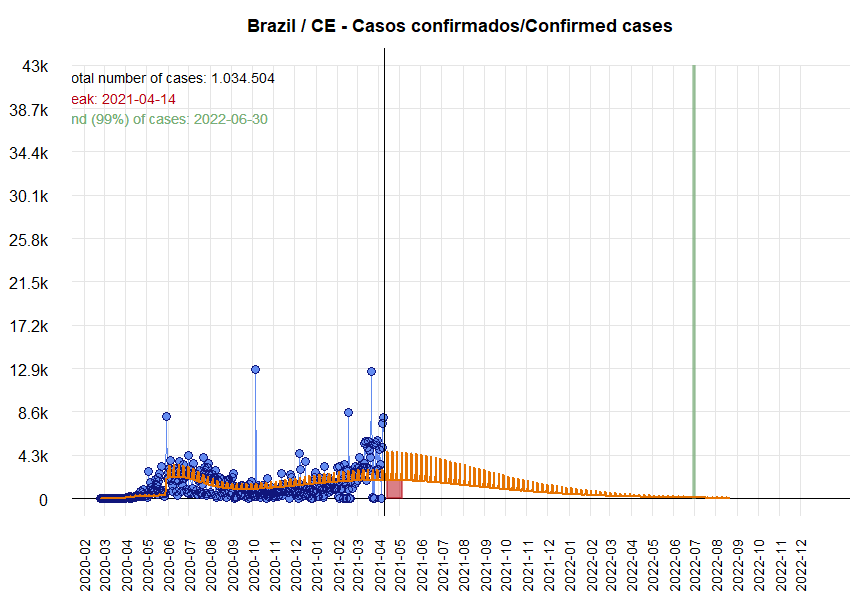 Brazil / CE - Casos confirmados/Confirmed cases
otal number of cases: 1.034.504
eak: 2021-04-14
nd (99%) of cases: 2022-06-30
43k
38.7k
34.4k
30.1k
25.8k
21.5k
17.2k
12.9k
8.6k
4.3k
0
2020-02
2020-03
2020-04
2020-05
2020-06
2020-07
2020-08
2020-09
2020-10
2020-11
2020-12
2021-01
2021-02
2021-03
2021-04
2021-05
2021-06
2021-07
2021-08
2021-09
2021-10
2021-11
2021-12
2022-01
2022-02
2022-03
2022-04
2022-05
2022-06
2022-07
2022-08
2022-09
2022-10
2022-11
2022-12